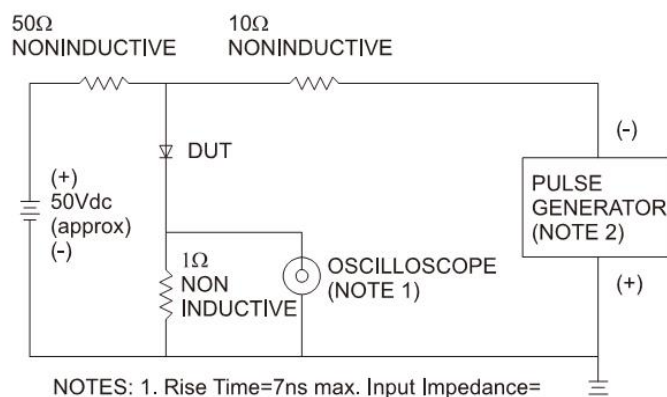 50Ω
NONINDUCTIVE
10Ω
NONINDUCTIVE
DUT
(+)
50Vdc
(approx)
(-)
1Ω
NON
INDUCTIVE
OSCILLOSCOPE
(NOTE 1)
(-)
PULSE
GENERATOR
(NOTE 2)
(+)
NOTES: 1. Rise Time=7ns max. Input Impedance=